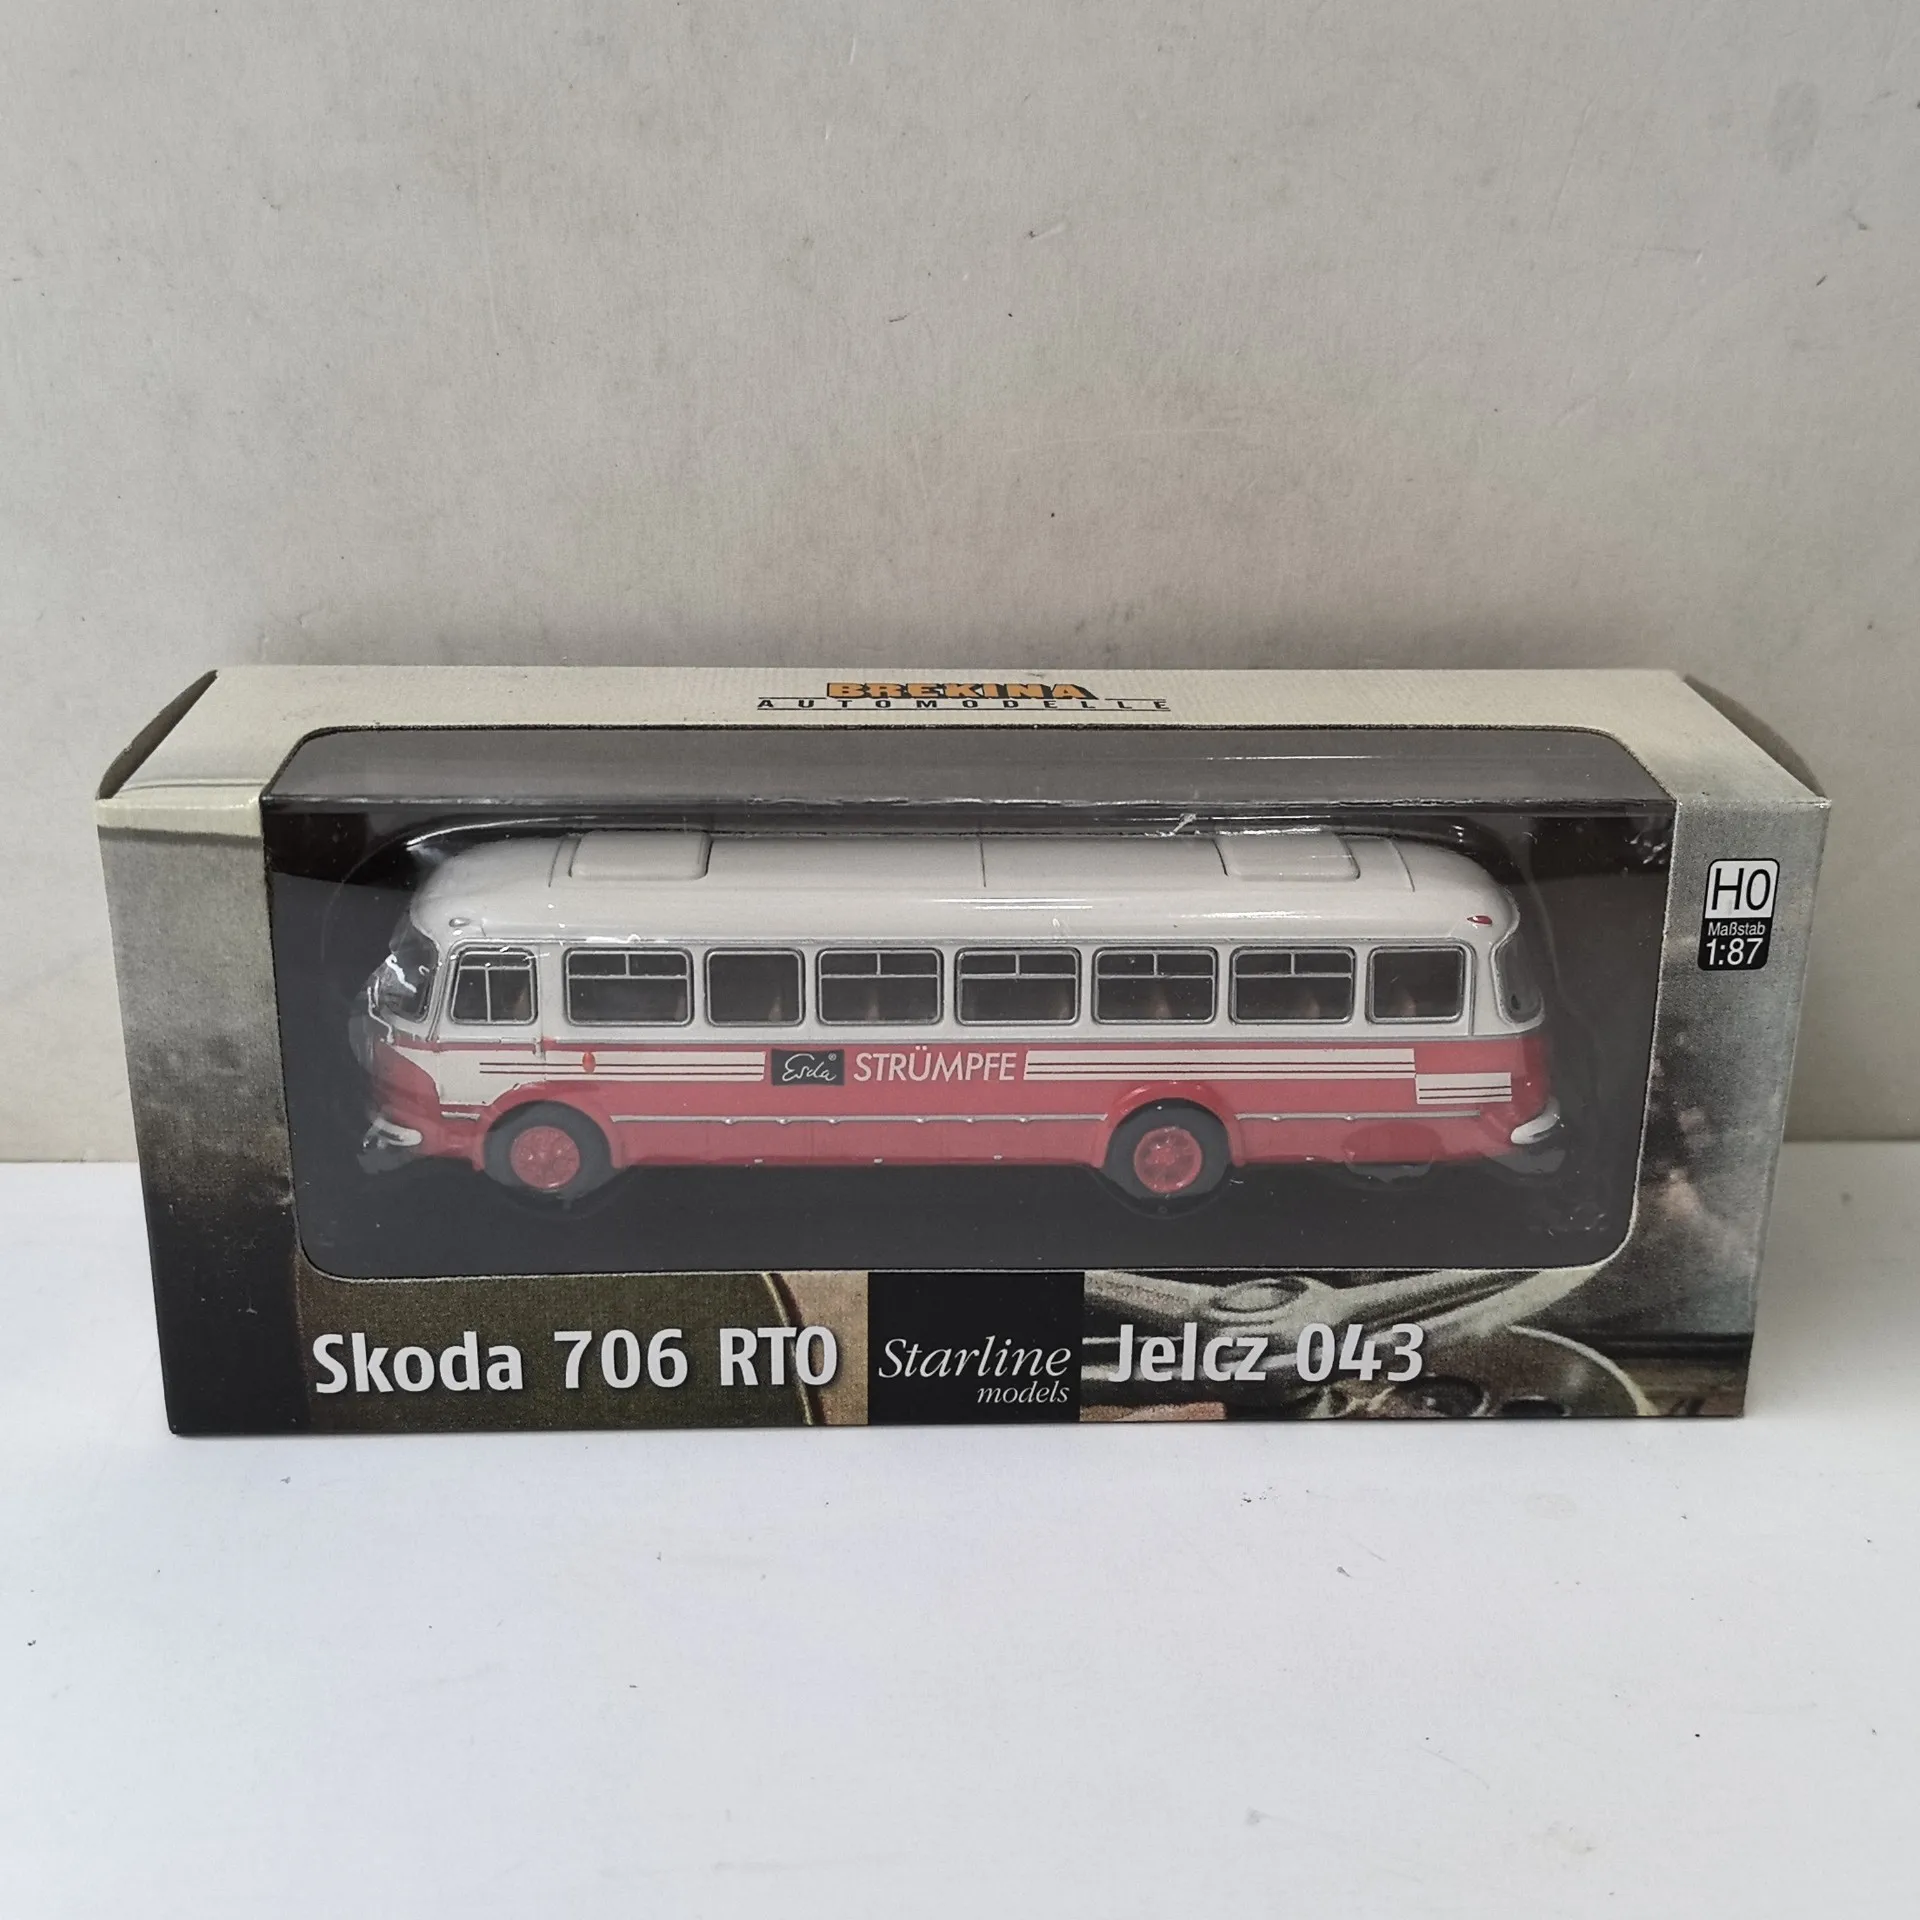 BREKINA
AUTOMODELLE
H0
Maßstab
1:87
Esda® STRÜMPFE
Skoda 706 RTO Starline models Jelcz 043